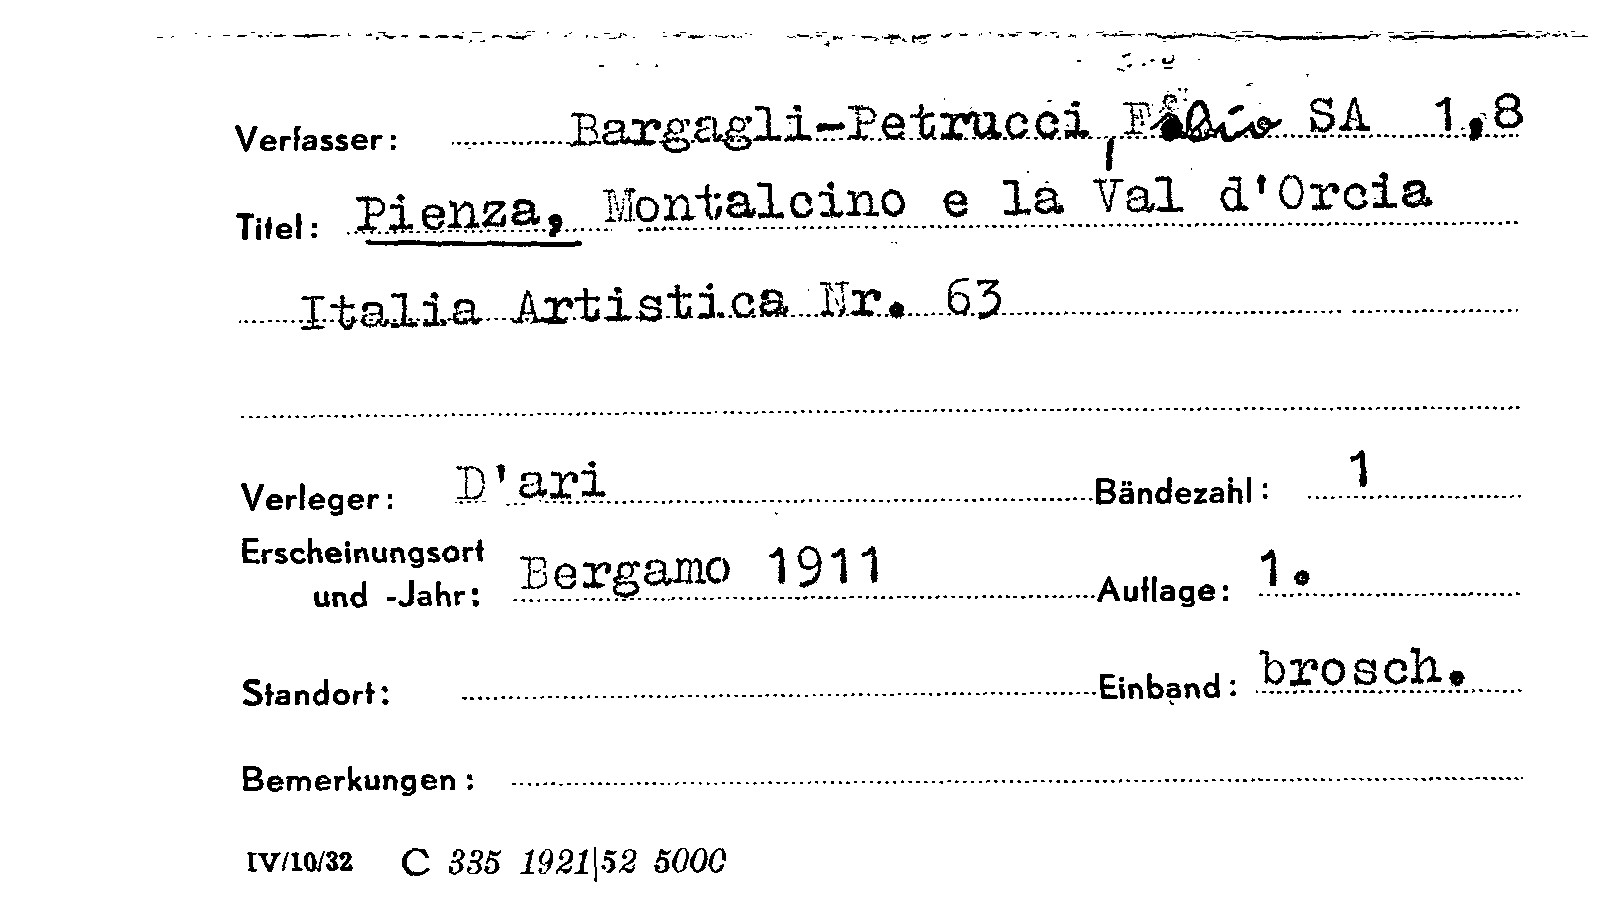 Verfasser: Bargagli-Petrucci, Fabio SA 1,8
Titel: Pienza, Montalcino e la Val d'Orcia
Italia Artistica Nr. 63
Verleger: D'ari Bändezahl: 1
Erscheinungsort
und -Jahr: Bergamo 1911 Auflage: 1.
Standort: Einband: brosch.
Bemerkungen:
IV/10/32 C 335 1921|52 5000